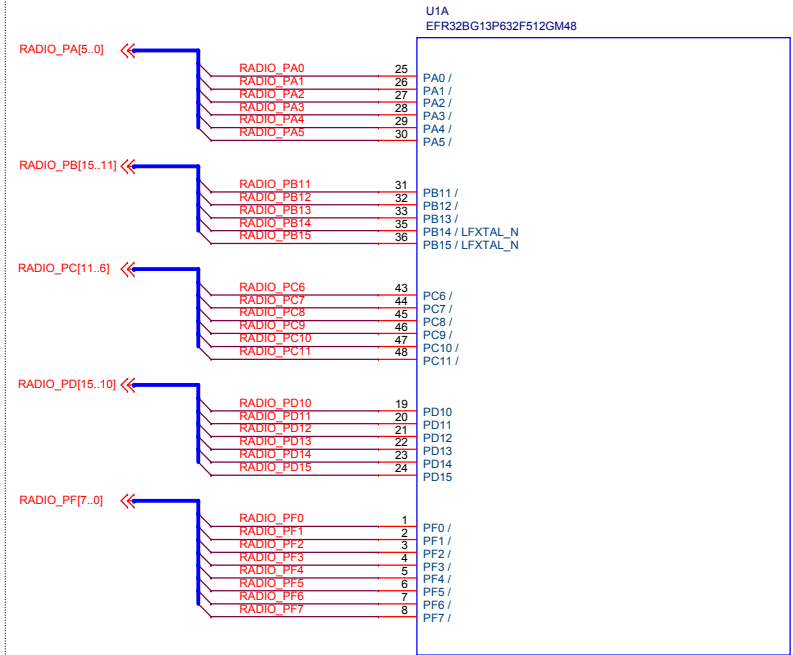 U1A
EFR32BG13P632F512GM48
RADIO_PA[5..0]
RADIO_PA0 25 PA0 /
RADIO_PA1 26 PA1 /
RADIO_PA2 27 PA2 /
RADIO_PA3 28 PA3 /
RADIO_PA4 29 PA4 /
RADIO_PA5 30 PA5 /
RADIO_PB[15..11]
RADIO_PB11 31 PB11 /
RADIO_PB12 32 PB12 /
RADIO_PB13 33 PB13 /
RADIO_PB14 35 PB14 / LFXTAL_N
RADIO_PB15 36 PB15 / LFXTAL_N
RADIO_PC[11..6]
RADIO_PC6 43 PC6 /
RADIO_PC7 44 PC7 /
RADIO_PC8 45 PC8 /
RADIO_PC9 46 PC9 /
RADIO_PC10 47 PC10 /
RADIO_PC11 48 PC11 /
RADIO_PD[15..10]
RADIO_PD10 19 PD10
RADIO_PD11 20 PD11
RADIO_PD12 21 PD12
RADIO_PD13 22 PD13
RADIO_PD14 23 PD14
RADIO_PD15 24 PD15
RADIO_PF[7..0]
RADIO_PF0 1 PF0 /
RADIO_PF1 2 PF1 /
RADIO_PF2 3 PF2 /
RADIO_PF3 4 PF3 /
RADIO_PF4 5 PF4 /
RADIO_PF5 6 PF5 /
RADIO_PF6 7 PF6 /
RADIO_PF7 8 PF7 /